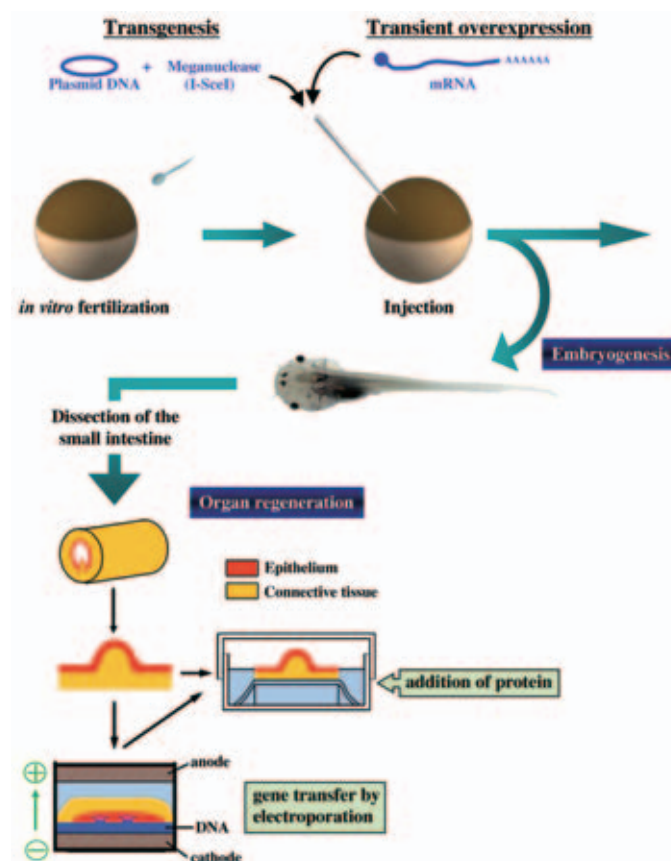 Transgenesis
Transient overexpression
Plasmid DNA
+
Meganuclease
(I-SceI)
AAAAAA
mRNA
in vitro fertilization
Injection
Embryogenesis
Dissection of the
small intestine
Organ regeneration
Epithelium
Connective tissue
addition of protein
anode
+
gene transfer by
electroporation
DNA
−
cathode